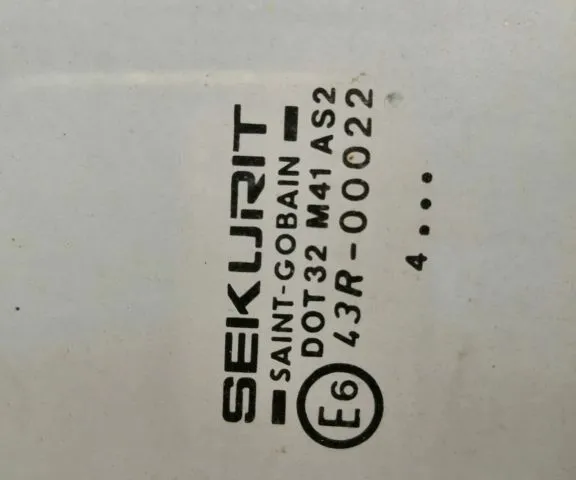 SEKURIT
SAINT-GOBAIN
DOT32 M41 AS2
E6 43R-00022
4....